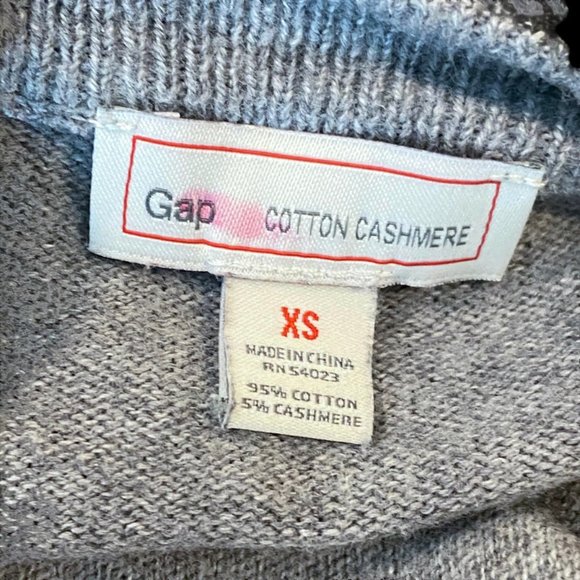 Gap COTTON CASHMERE
XS
MADE IN CHINA
RN 54023
95% COTTON
5% CASHMERE